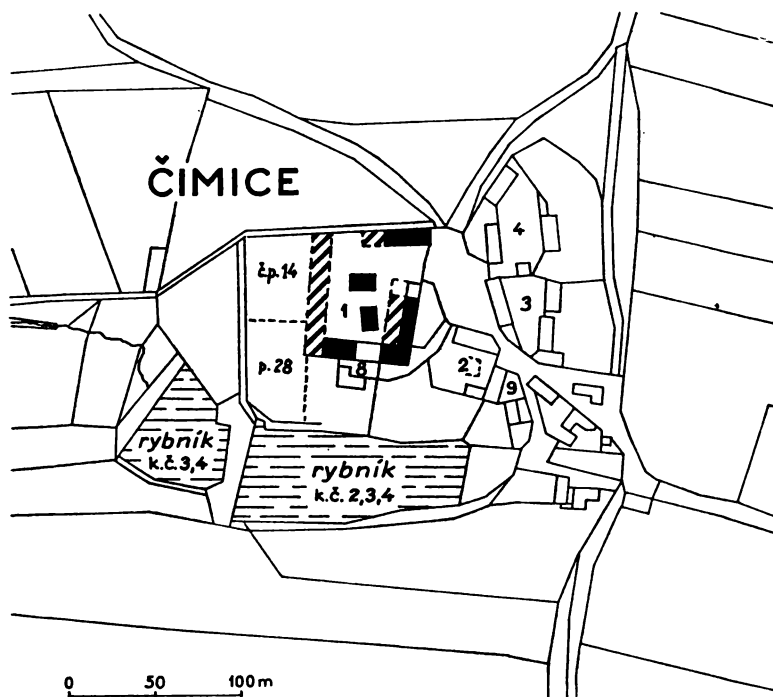 ČIMICE
4
č.p.14
1
3
p.28
8
2
9
rybník
k.č.3,4
rybník
k.č.2,3,4
0 50 100 m